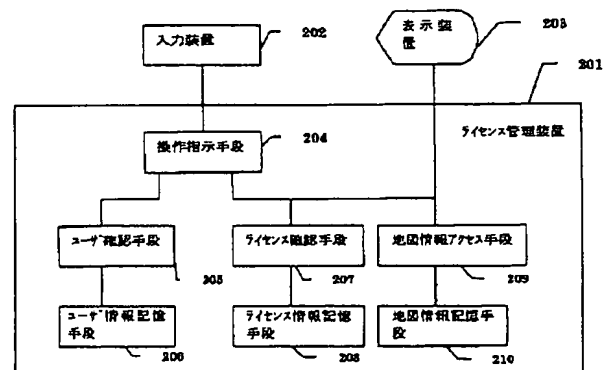 入力装置
202
表示装
置
203
201
ライセンス管理装置
操作指示手段
204
ユーザ確認手段
205
ライセンス確認手段
207
地図情報アクセス手段
209
ユーザ情報記憶
手段
206
ライセンス情報記憶
手段
208
地図情報記憶手
段
210